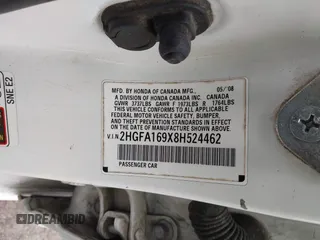 SNE E2
05/08
MFD. BY HONDA OF CANADA MFG.,
A DIVISION OF HONDA CANADA INC. CANADA
GVWR 3737LBS GAWR F 1973LBS R 1764LBS
THIS VEHICLE CONFORMS TO ALL APPLICABLE
FEDERAL MOTOR VEHICLE SAFETY, BUMPER,
AND THEFT PREVENTION STANDARDS IN EFFECT ON
THE DATE OF MANUFACTURE SHOWN ABOVE.
V.I.N. 2HGFA169X8H524462
PASSENGER CAR
DREAMBID